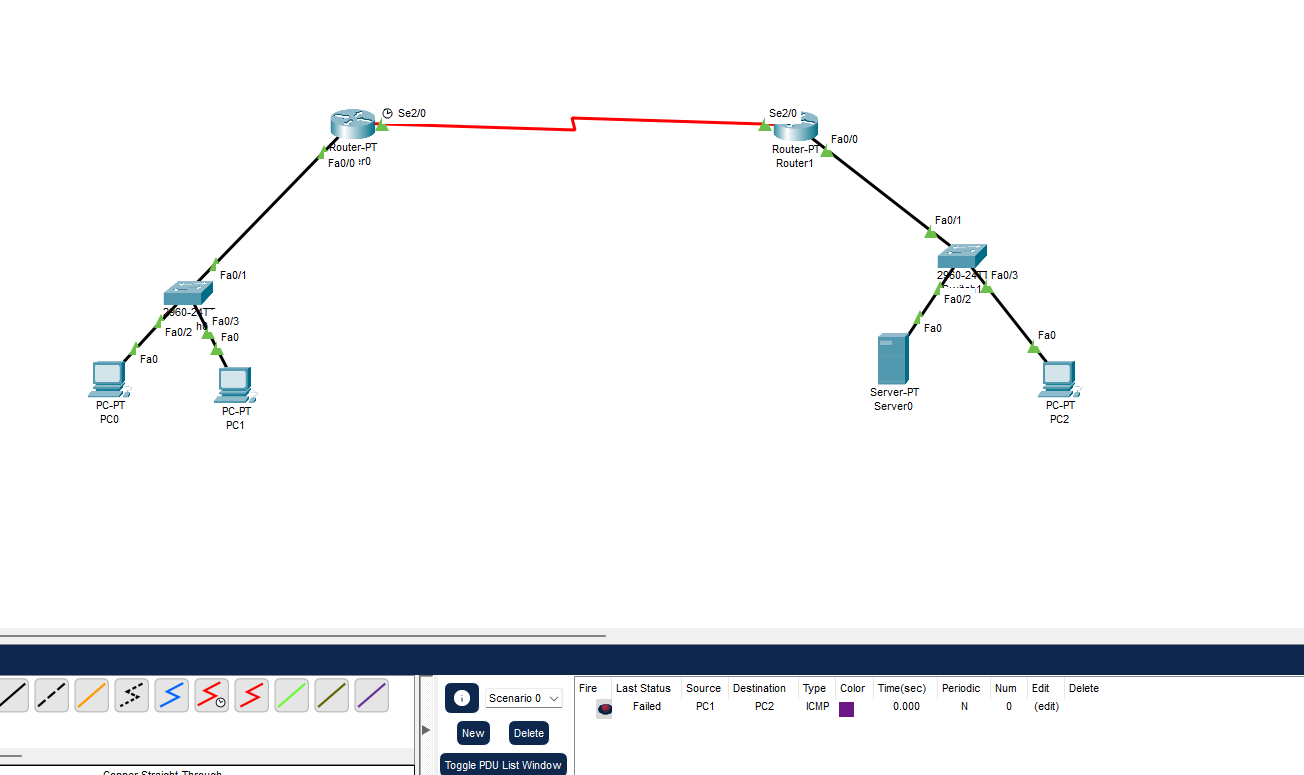 Se2/0
Se2/0
Router-PT
Fa0/0
Router-PT
Router1
Fa0/0
Fa0/1
Fa0/1
Fa0/3
Fa0/2
Fa0
Fa0
Fa0/2
Fa0/3
Fa0
Fa0
PC-PT
PC0
PC-PT
PC1
Server-PT
Server0
PC-PT
PC2
Fire Last Status Source Destination Type Color Time(sec) Periodic Num Edit Delete
Failed PC1 PC2 ICMP 0.000 N 0 (edit)
Scenario 0
New Delete
Toggle PDU List Window
Copper Straight-Through